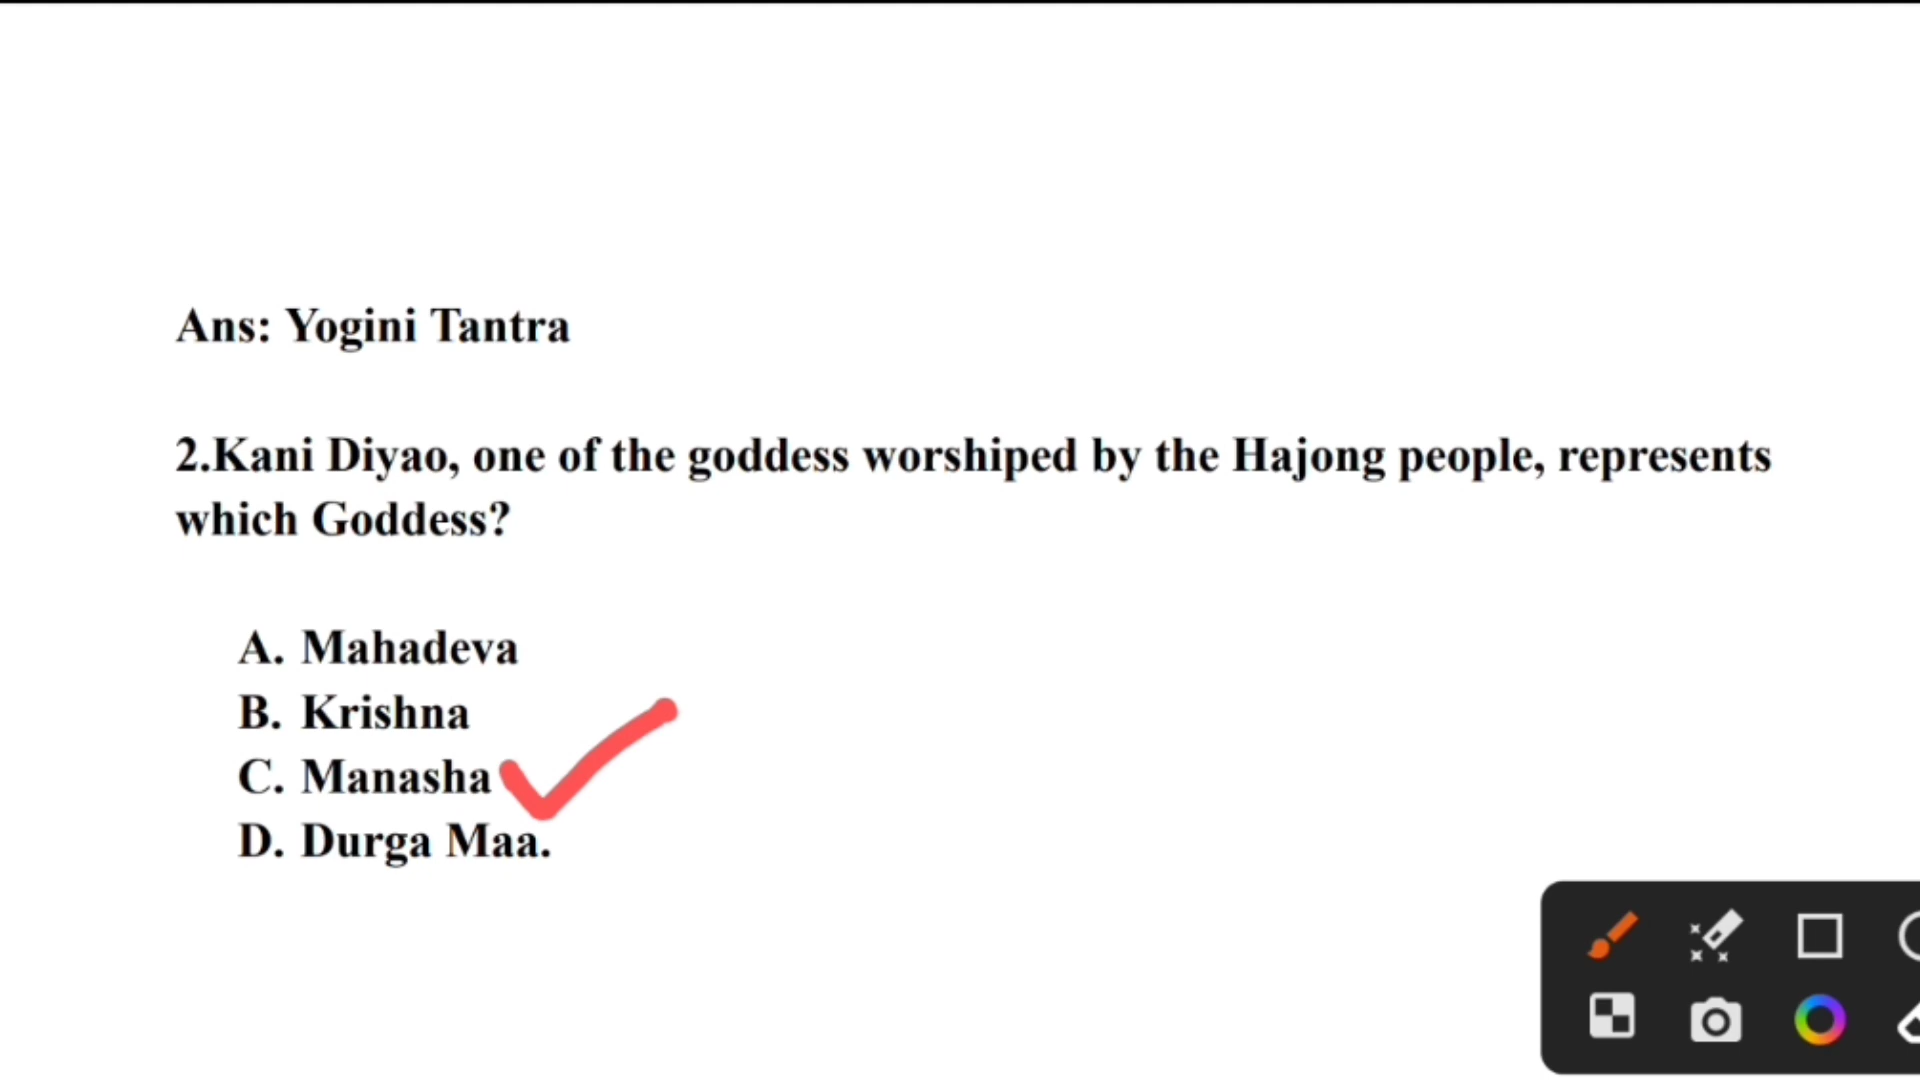 Ans: Yogini Tantra
2.Kani Diyao, one of the goddess worshiped by the Hajong people, represents
which Goddess?
A. Mahadeva
B. Krishna
C. Manasha
D. Durga Maa.